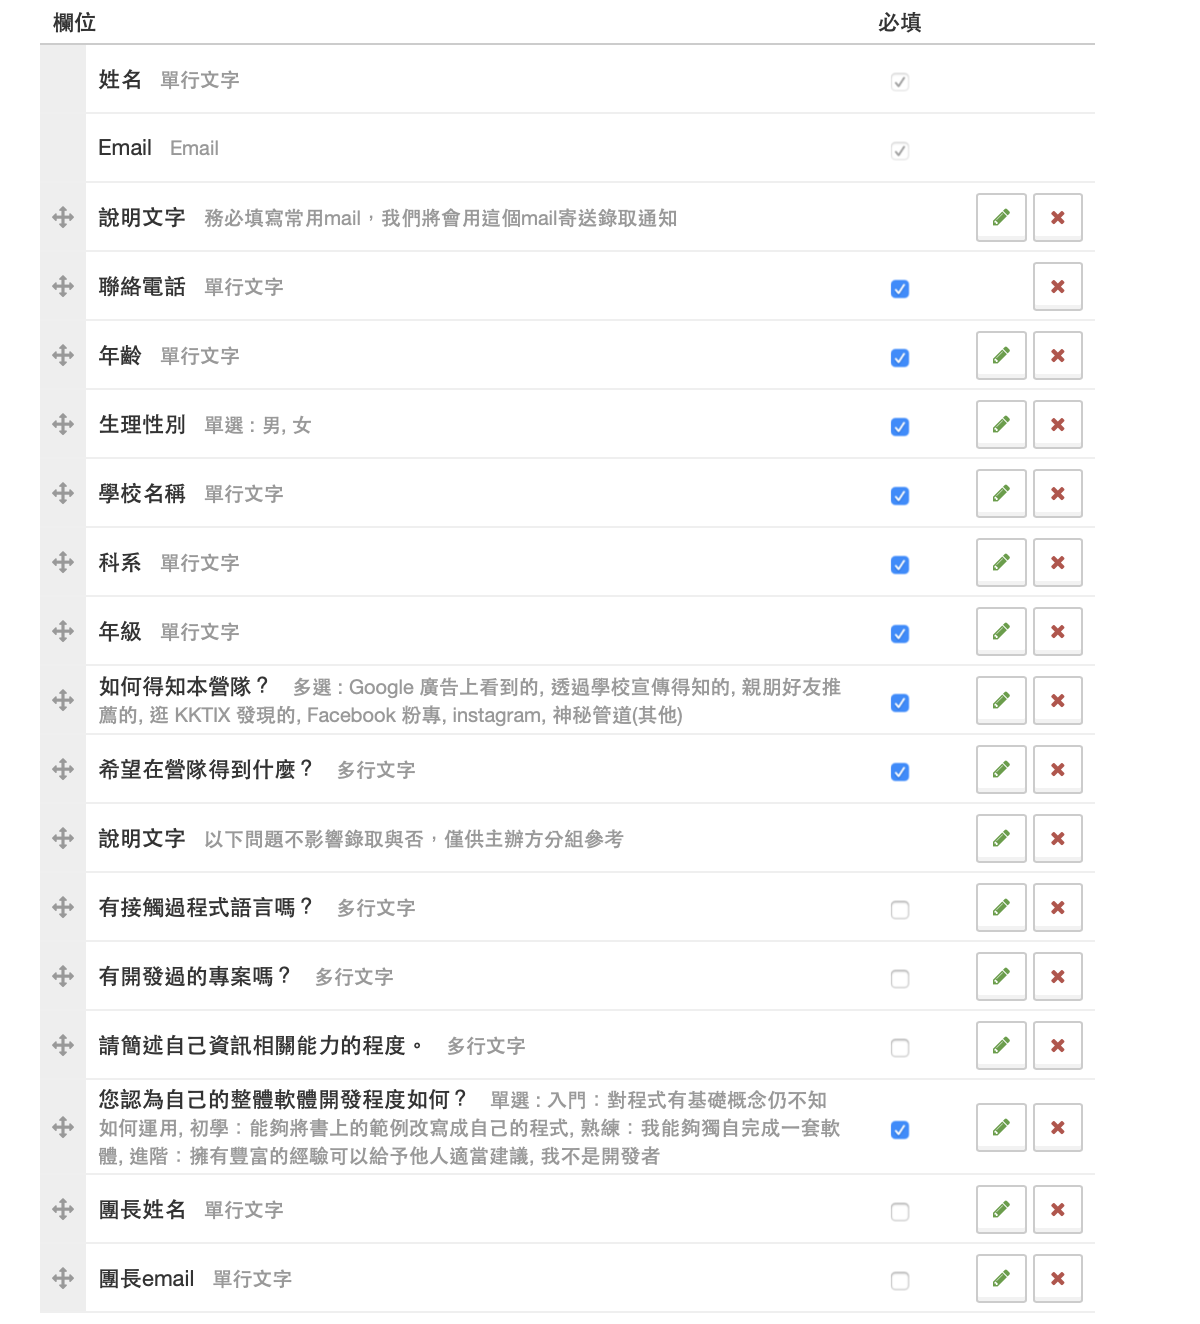 欄位 必填
姓名 單行文字
Email Email
說明文字 務必填寫常用mail，我們將會用這個mail寄送錄取通知
聯絡電話 單行文字
年齡 單行文字
生理性別 單選 : 男, 女
學校名稱 單行文字
科系 單行文字
年級 單行文字
如何得知本營隊？ 多選 : Google 廣告上看到的, 透過學校宣傳得知的, 親朋好友推
薦的, 逛 KKTIX 發現的, Facebook 粉專, instagram, 神秘管道(其他)
希望在營隊得到什麼？ 多行文字
說明文字 以下問題不影響錄取與否，僅供主辦方分組參考
有接觸過程式語言嗎？ 多行文字
有開發過的專案嗎？ 多行文字
請簡述自己資訊相關能力的程度。 多行文字
您認為自己的整體軟體開發程度如何？ 單選 : 入門：對程式有基礎概念仍不知
如何運用, 初學：能夠將書上的範例改寫成自己的程式, 熟練：我能夠獨自完成一套軟
體, 進階：擁有豐富的經驗可以給予他人適當建議, 我不是開發者
團長姓名 單行文字
團長email 單行文字